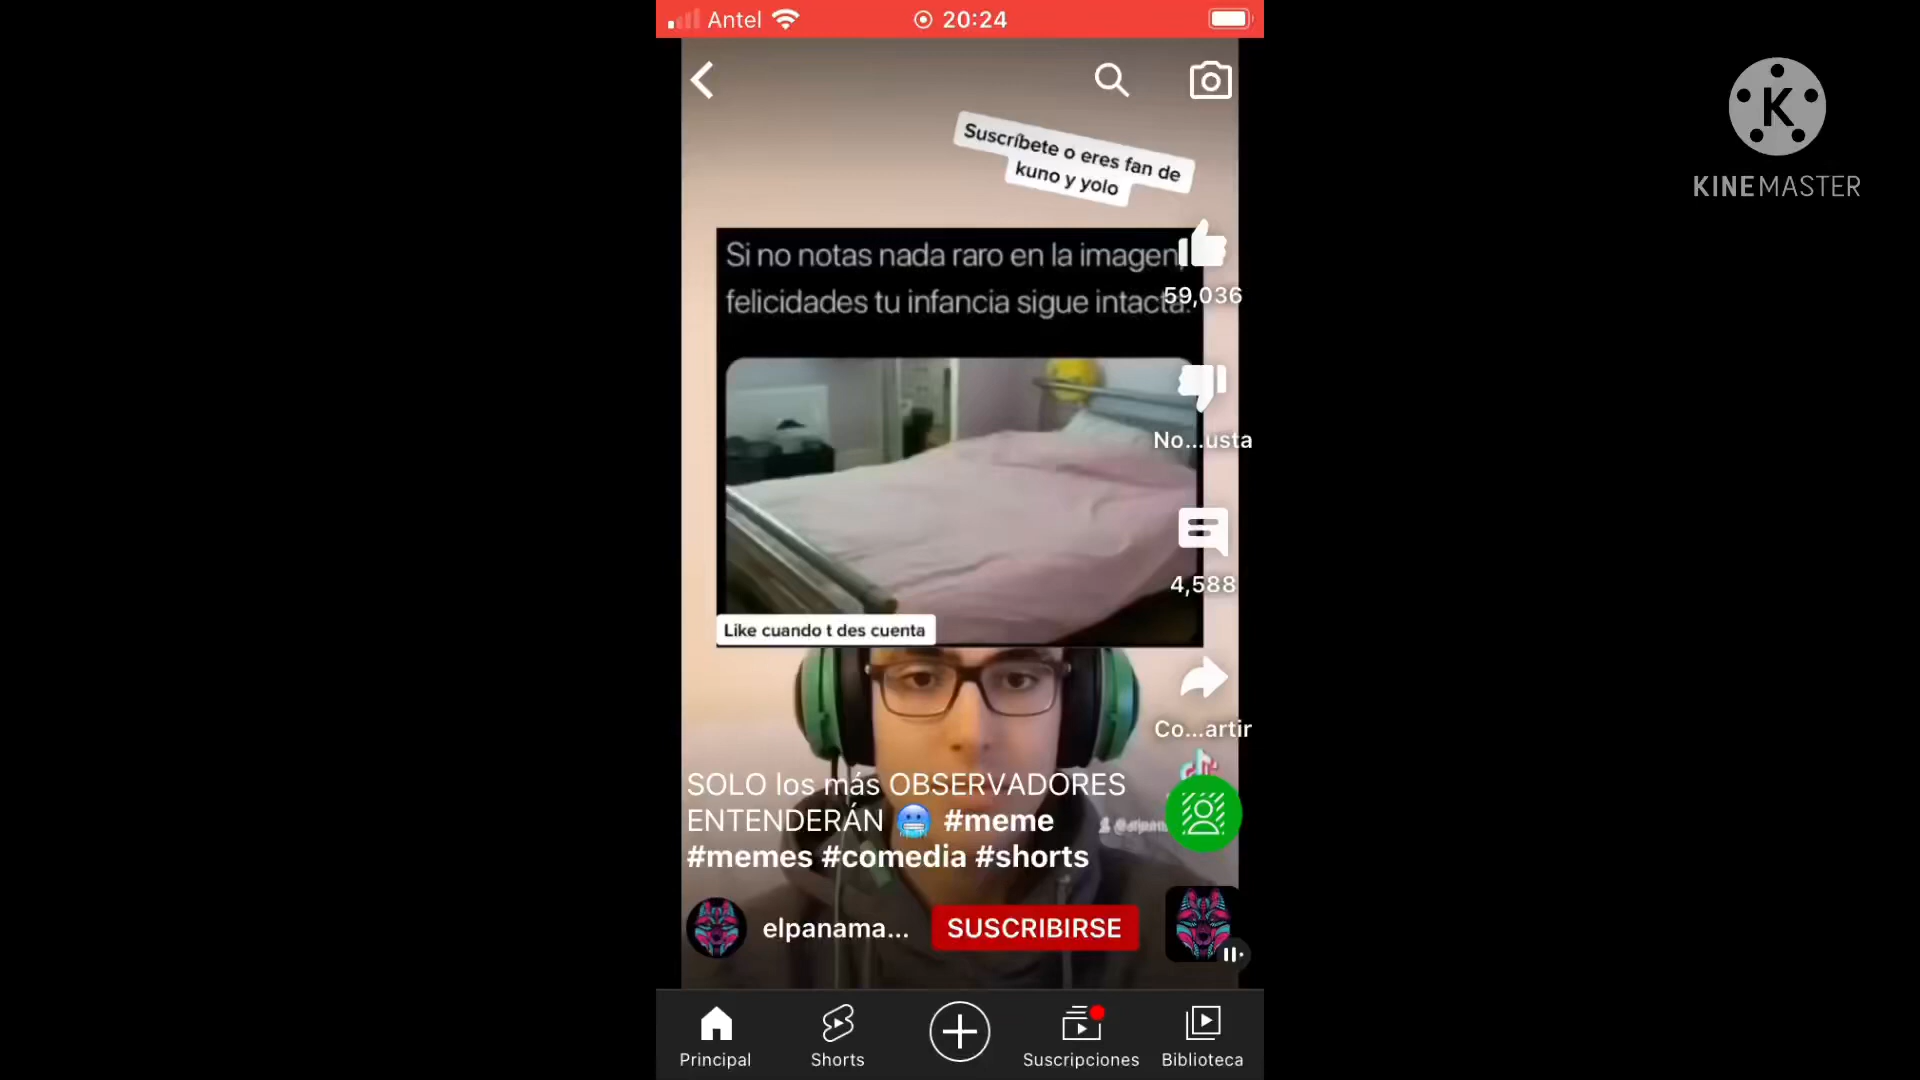 Antel
20:24
KINEMASTER
Suscríbete o eres fan de
kuno y yolo
Si no notas nada raro en la imagen,
felicidades tu infancia sigue intacta.
59,036
No...usta
4,588
Like cuando t des cuenta
Co...artir
SOLO los más OBSERVADORES
ENTENDERÁN 🥶 #meme
#memes #comedia #shorts
elpanama...
SUSCRIBIRSE
Principal
Shorts
Suscripciones
Biblioteca